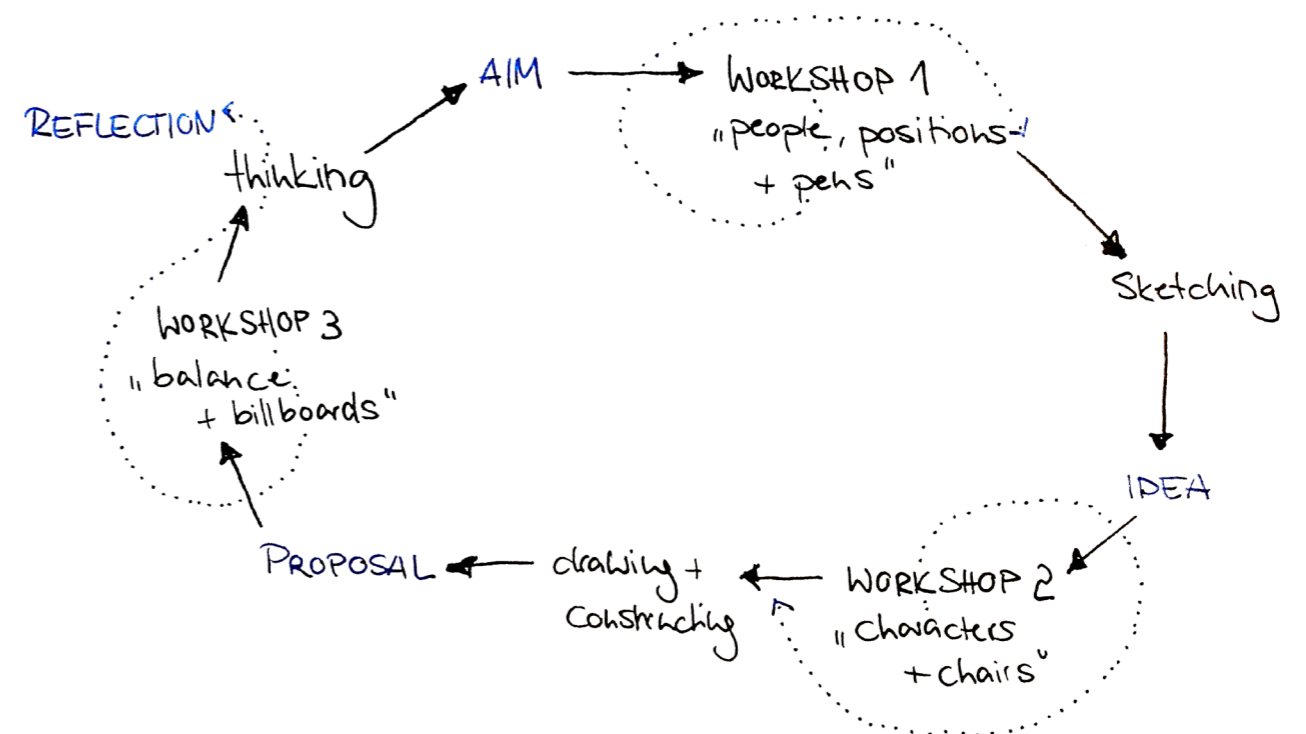 AIM
WORKSHOP 1
„people, positions
+ pens“
Sketching
IDEA
WORKSHOP 2
„characters
+ chairs“
drawing +
constructing
PROPOSAL
WORKSHOP 3
„balance
+ billboards“
thinking
REFLECTION